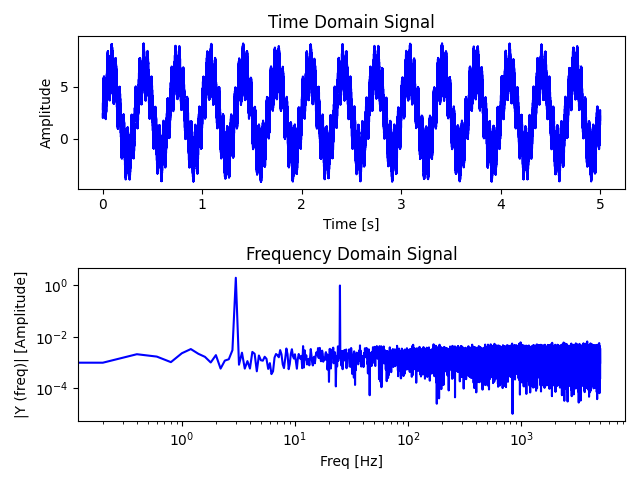 Time Domain Signal
5
0
Amplitude
0 1 2 3 4 5
Time [s]
Frequency Domain Signal
10⁰
10⁻²
10⁻⁴
|Y (freq)| [Amplitude]
10⁰ 10¹ 10² 10³
Freq [Hz]